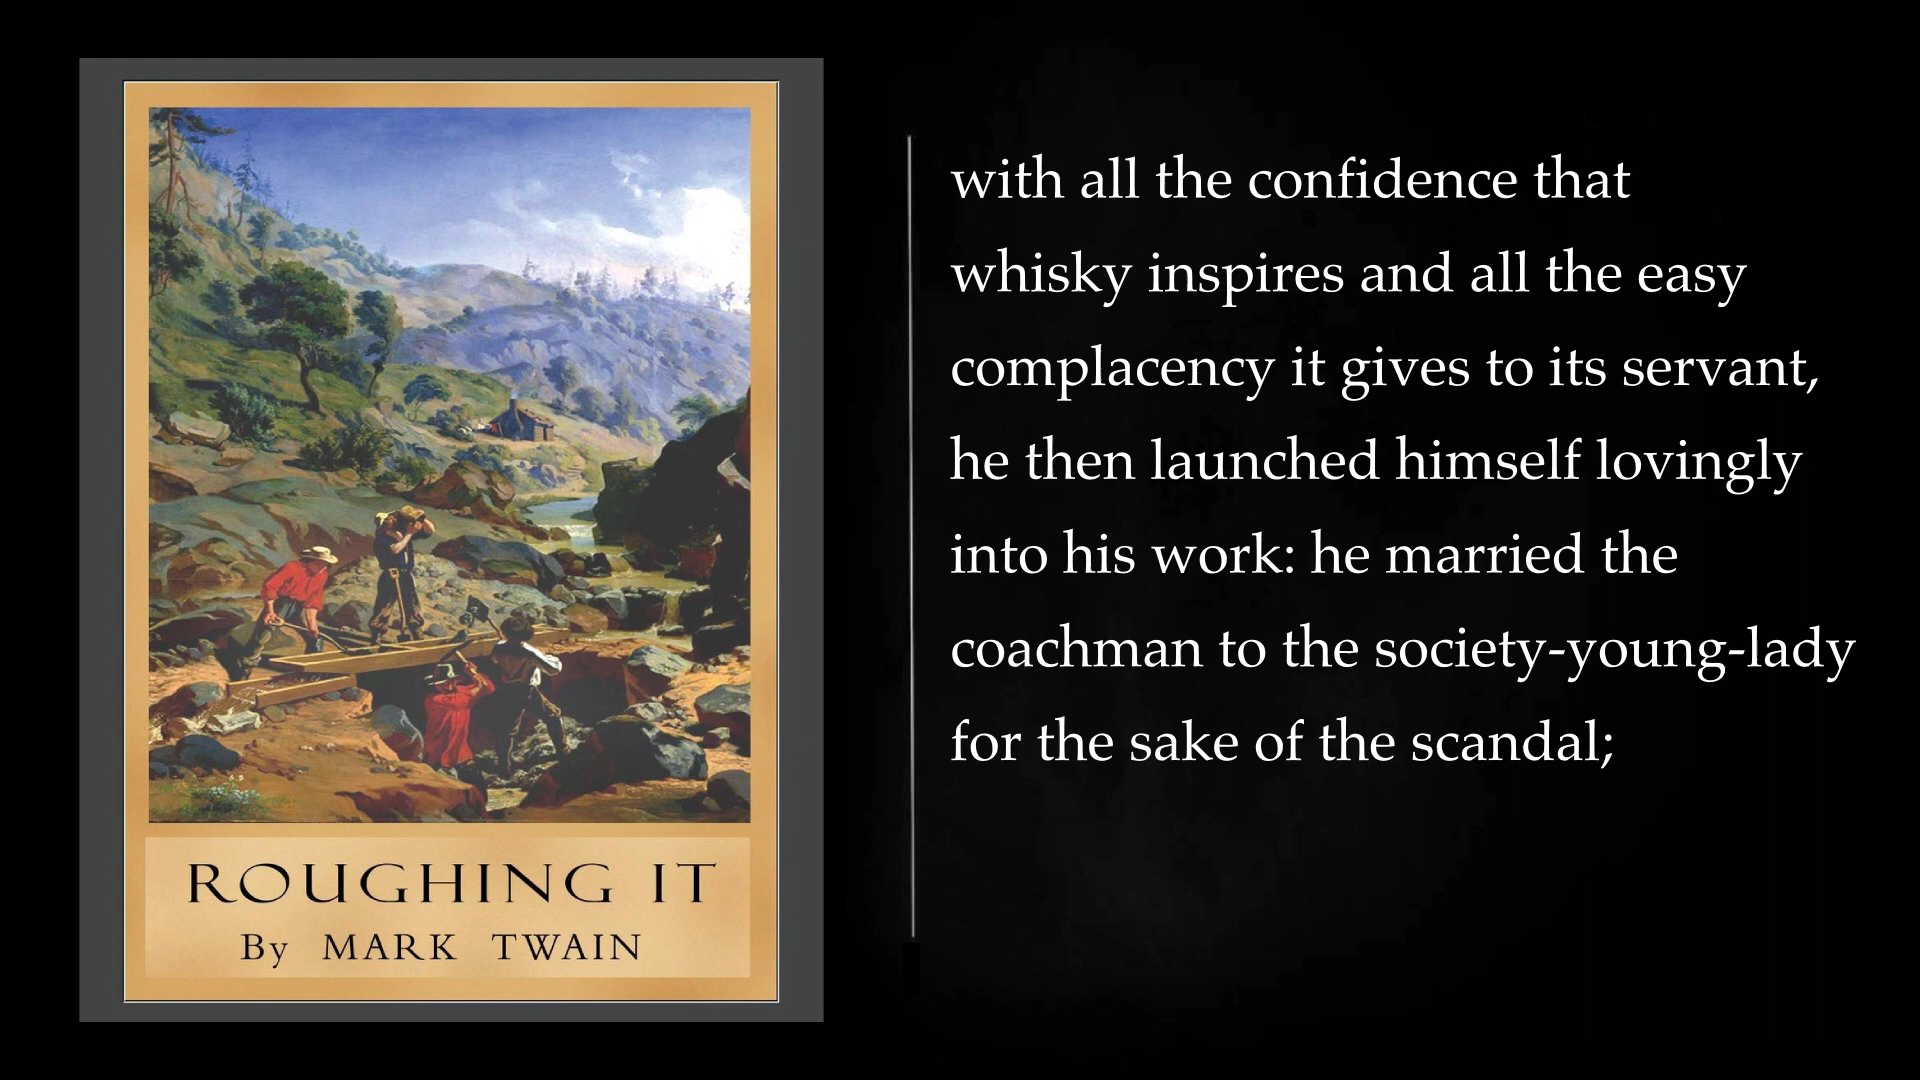 ROUGHING IT
By MARK TWAIN
with all the confidence that
whisky inspires and all the easy
complacency it gives to its servant,
he then launched himself lovingly
into his work: he married the
coachman to the society-young-lady
for the sake of the scandal;